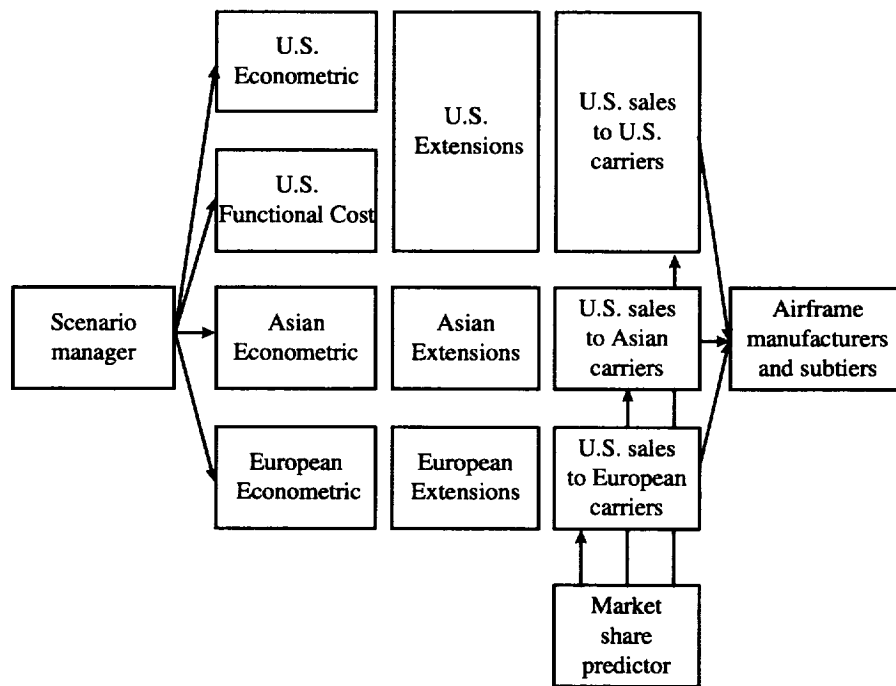 U.S.
Econometric
U.S.
Extensions
U.S. sales
to U.S.
carriers
U.S.
Functional Cost
Scenario
manager
Asian
Econometric
Asian
Extensions
U.S. sales
to Asian
carriers
Airframe
manufacturers
and subtiers
European
Econometric
European
Extensions
U.S. sales
to European
carriers
Market
share
predictor